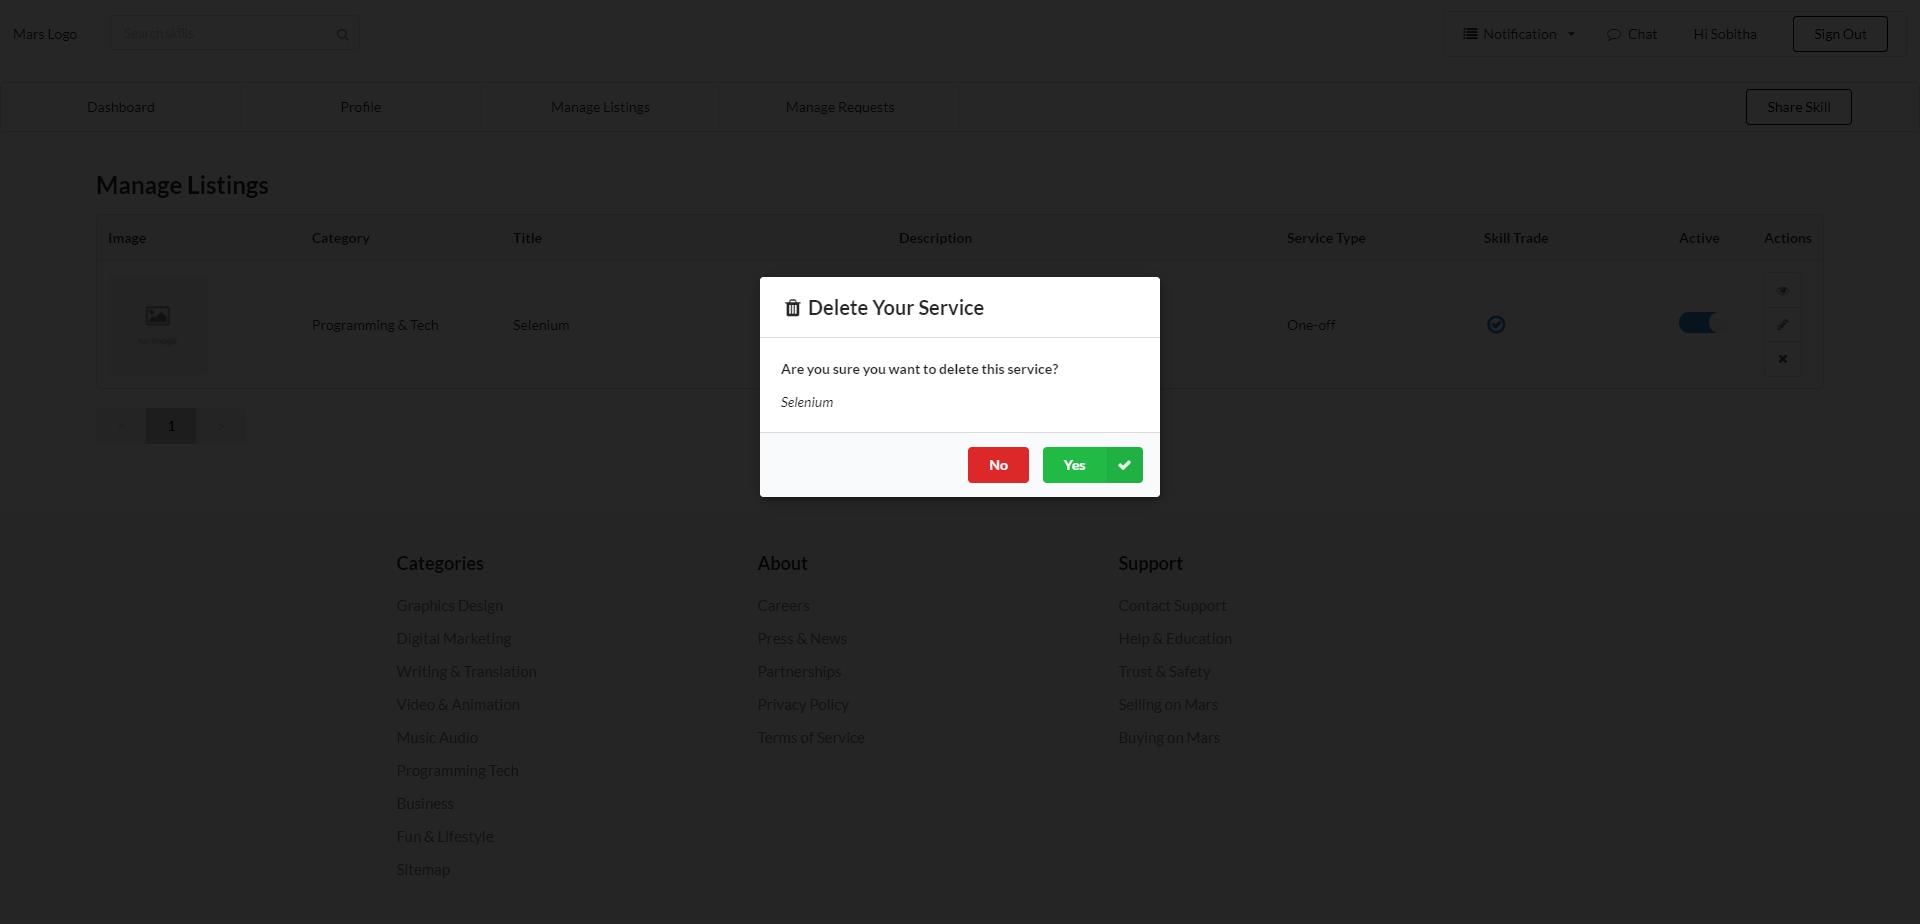 Mars Logo
Search skills
Notification
Chat
Hi Sobitha
Sign Out
Dashboard
Profile
Manage Listings
Manage Requests
Share Skill
Manage Listings
Image Category Title Description Service Type Skill Trade Active Actions
no image
Programming & Tech Selenium One-off
< 1 >
Delete Your Service
Are you sure you want to delete this service?
Selenium
No
Yes
Categories
Graphics Design
Digital Marketing
Writing & Translation
Video & Animation
Music Audio
Programming Tech
Business
Fun & Lifestyle
Sitemap
About
Careers
Press & News
Partnerships
Privacy Policy
Terms of Service
Support
Contact Support
Help & Education
Trust & Safety
Selling on Mars
Buying on Mars